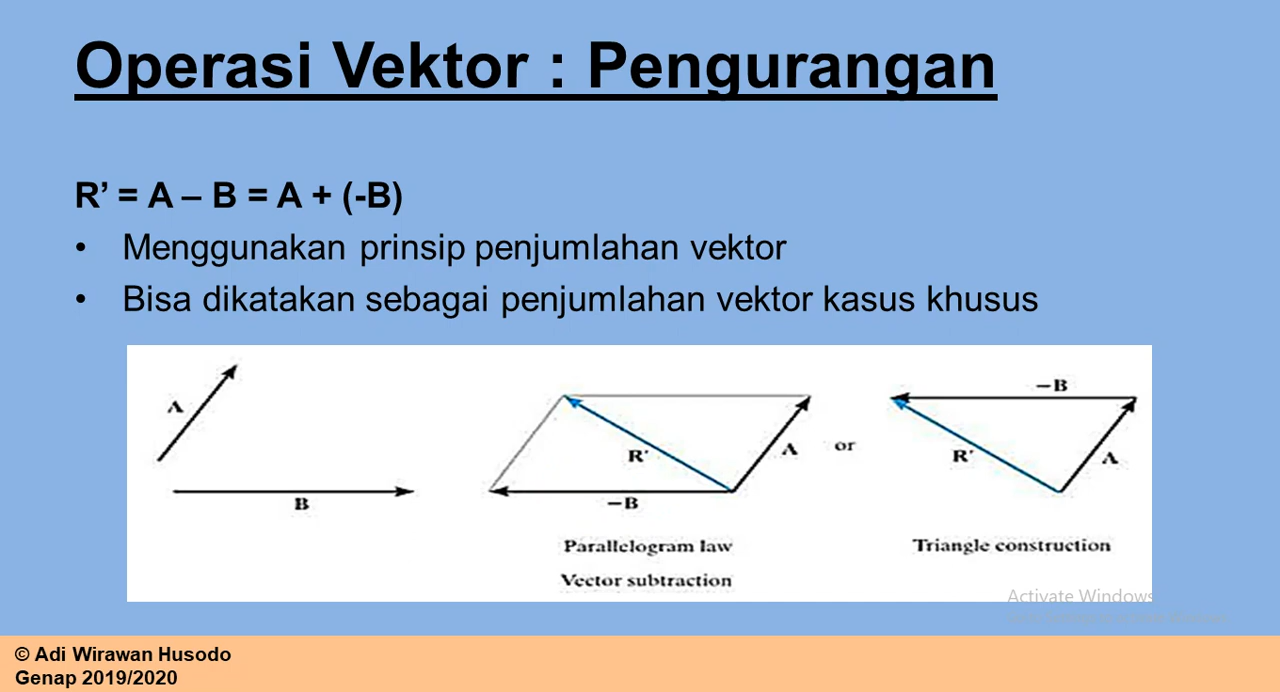 Operasi Vektor : Pengurangan
R’ = A – B = A + (-B)
• Menggunakan prinsip penjumlahan vektor
• Bisa dikatakan sebagai penjumlahan vektor kasus khusus
A
B
R'
A
–B
Parallelogram law
Vector subtraction
or
–B
R'
A
Triangle construction
Activate Windows
© Adi Wirawan Husodo
Genap 2019/2020